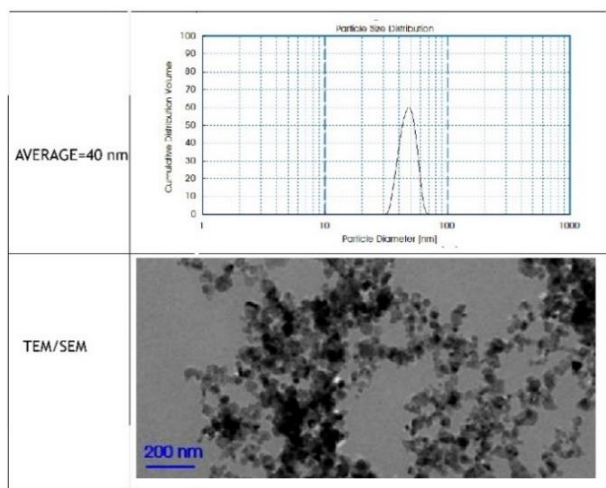 Particle Size Distribution
AVERAGE=40 nm
Cumulative Distribution Volume
100
90
80
70
60
50
40
30
20
10
0
1
10
100
1000
Particle Diameter [nm]
TEM/SEM
200 nm